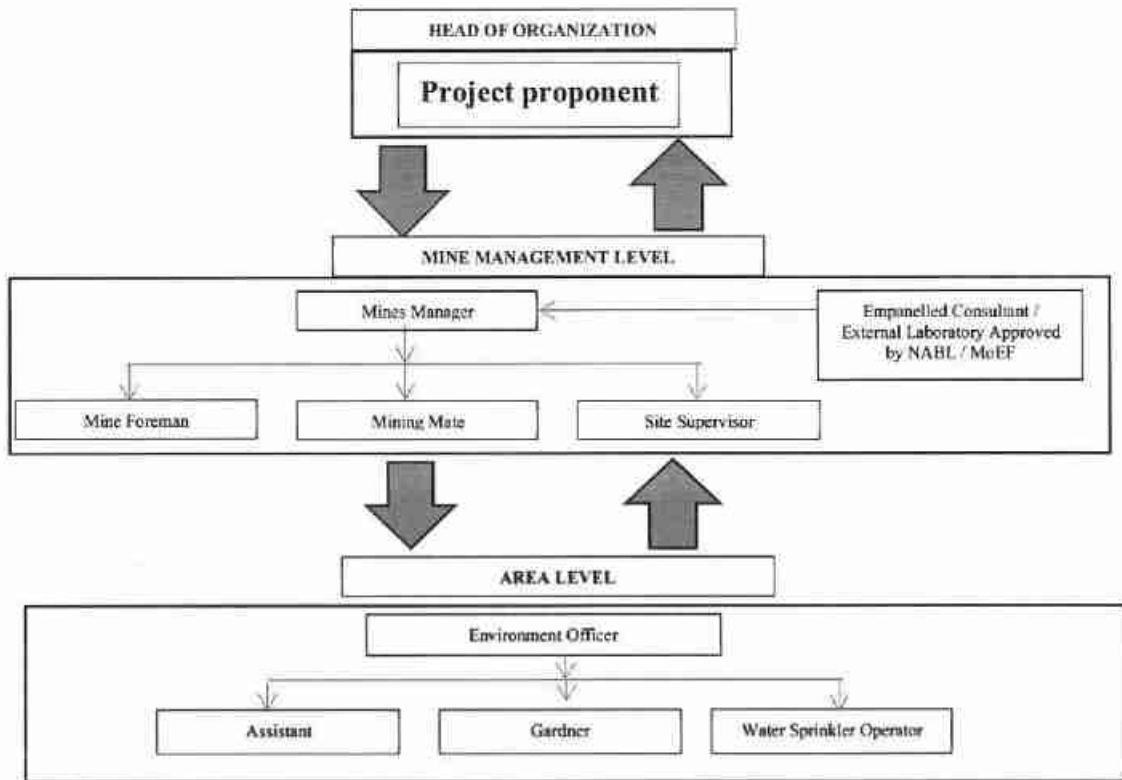 HEAD OF ORGANIZATION
Project proponent
MINE MANAGEMENT LEVEL
Mines Manager
Empanelled Consultant /
External Laboratory Approved
by NABL / MoEF
Mine Foreman
Mining Mate
Site Supervisor
AREA LEVEL
Environment Officer
Assistant
Gardner
Water Sprinkler Operator